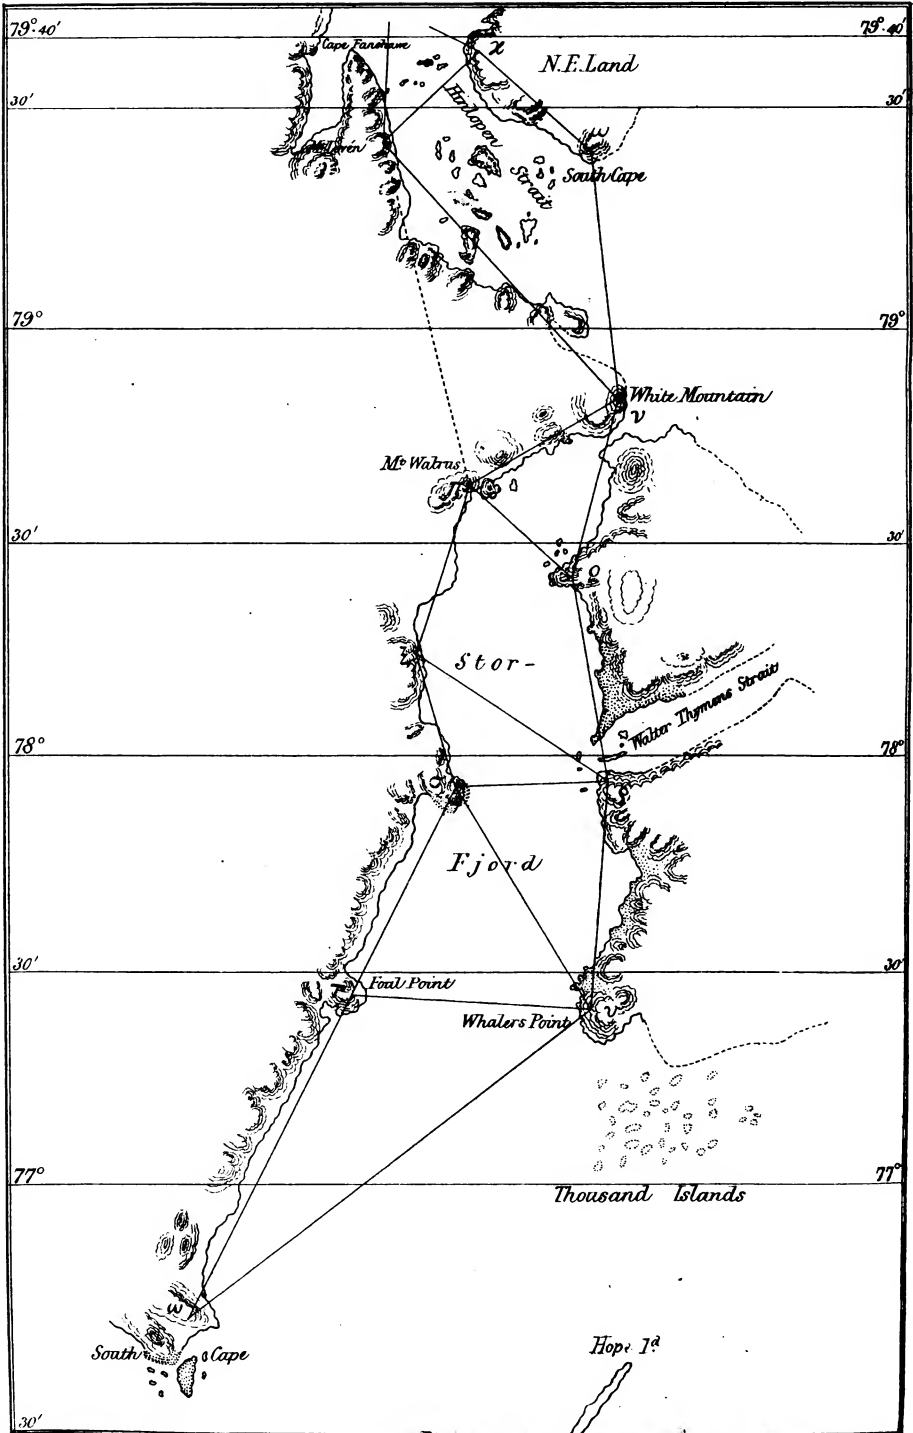 79°40'
79°40'
Cape Fanshawe
χ
N.E.Land
30'
30'
Hinlopen
Strait
ω
South Cape
79°
79°
White Mountain
ν
Mt Walrus
π
30'
30'
Stor-
Walter Thymens Strait
78°
78°
Fjord
30'
30'
Foul Point
Whalers Point
77°
77°
Thousand Islands
ω
South Cape
Hope Id
30'